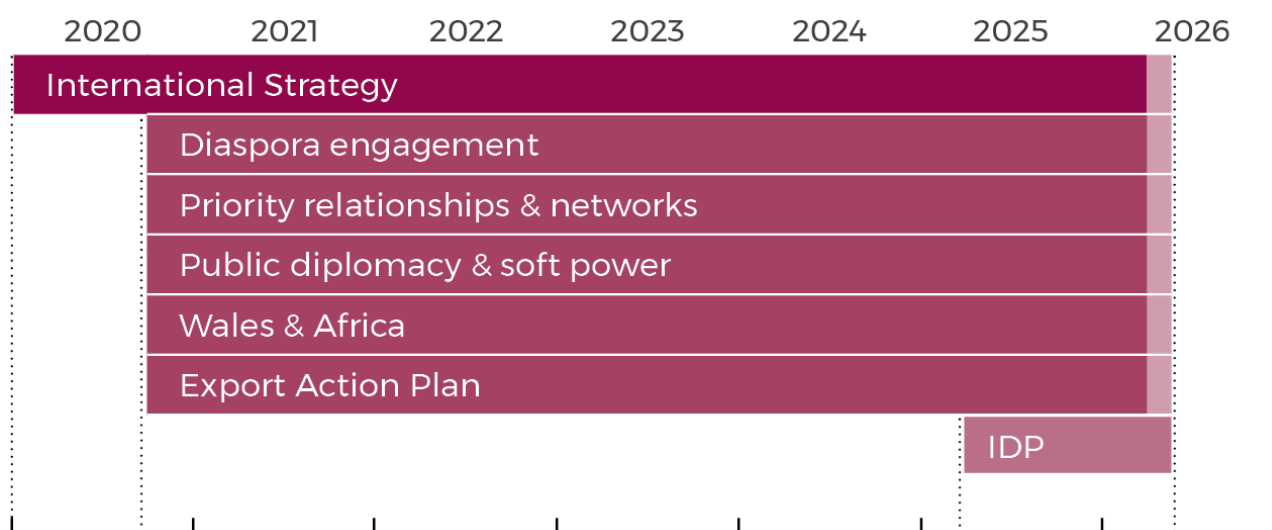 2020 2021 2022 2023 2024 2025 2026
International Strategy
Diaspora engagement
Priority relationships & networks
Public diplomacy & soft power
Wales & Africa
Export Action Plan
IDP